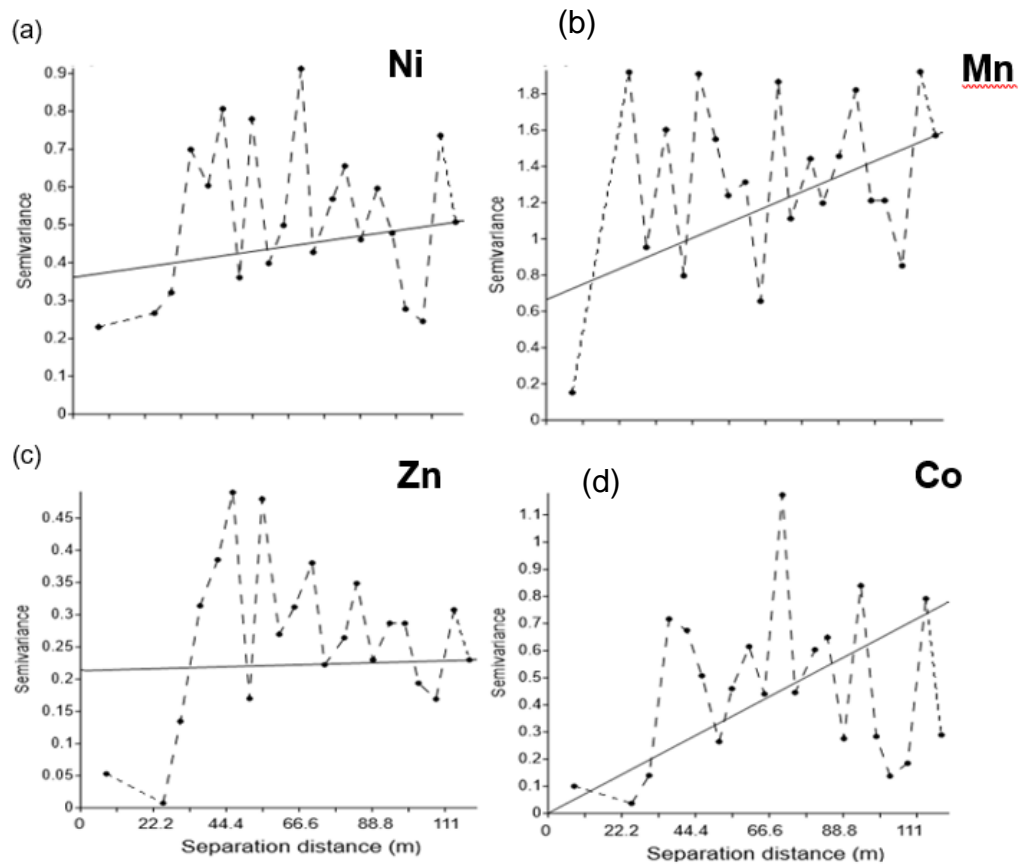 (a)
Ni
0.9
0.8
0.7
0.6
0.5
0.4
0.3
0.2
0.1
0
Semivariance
(b)
Mn
1.8
1.6
1.4
1.2
1
0.8
0.6
0.4
0.2
0
Semivariance
(c)
Zn
0.45
0.4
0.35
0.3
0.25
0.2
0.15
0.1
0.05
0
Semivariance
0 22.2 44.4 66.6 88.8 111
Separation distance (m)
(d)
Co
1.1
1
0.9
0.8
0.7
0.6
0.5
0.4
0.3
0.2
0.1
0
Semivariance
0 22.2 44.4 66.6 88.8 111
Separation distance (m)